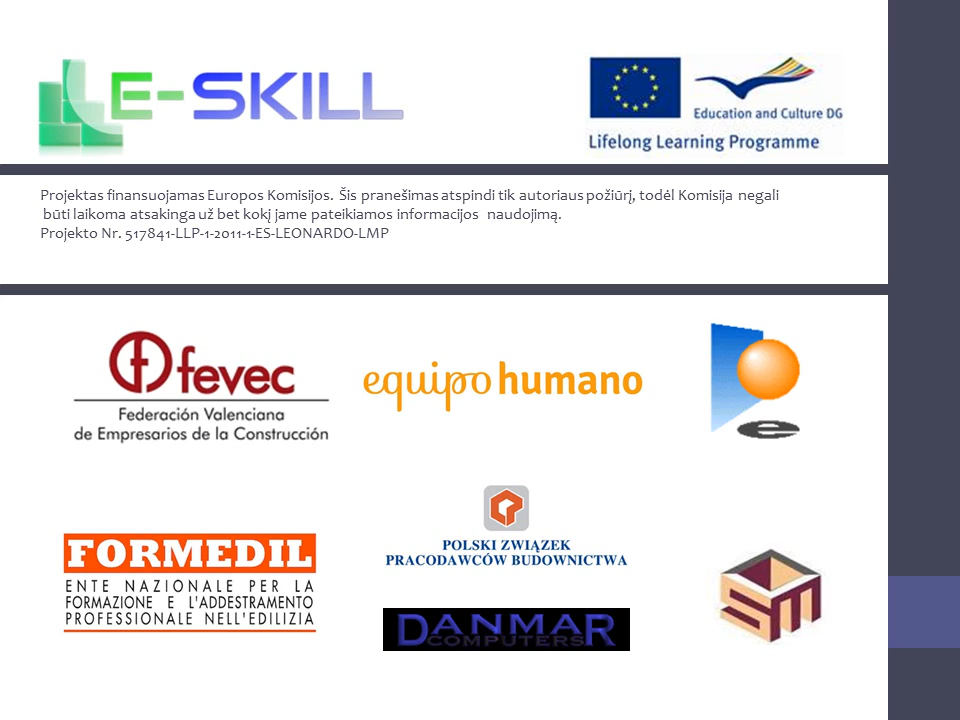 E-SKILL
Education and Culture DG
Lifelong Learning Programme
Projektas finansuojamas Europos Komisijos. Šis pranešimas atspindi tik autoriaus požiūrį, todėl Komisija negali
būti laikoma atsakinga už bet kokį jame pateikiamos informacijos naudojimą.
Projekto Nr. 517841-LLP-1-2011-1-ES-LEONARDO-LMP
fevec
Federación Valenciana
de Empresarios de la Construcción
equipo humano
e
FORMEDIL
ENTE NAZIONALE PER LA
FORMAZIONE E L'ADDESTRAMENTO
PROFESSIONALE NELL'EDILIZIA
POLSKI ZWIĄZEK
PRACODAWCÓW BUDOWNICTWA
DANMAR
COMPUTERS
SM